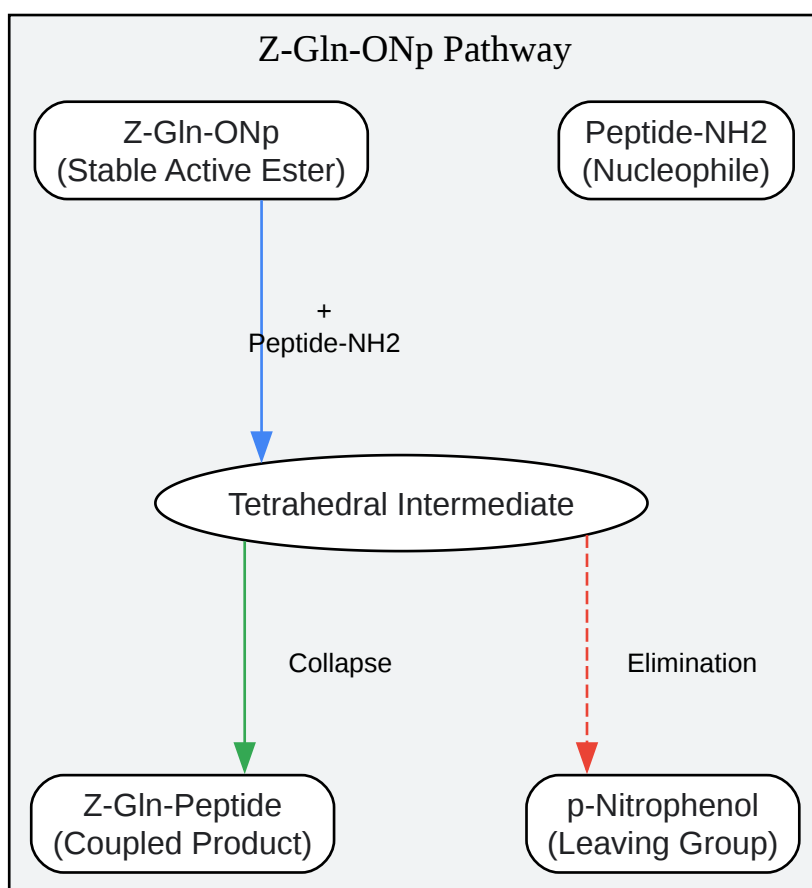 Z-Gln-ONp Pathway
Z-Gln-ONp
(Stable Active Ester)
Peptide-NH2
(Nucleophile)
+
Peptide-NH2
Tetrahedral Intermediate
Collapse
Elimination
Z-Gln-Peptide
(Coupled Product)
p-Nitrophenol
(Leaving Group)